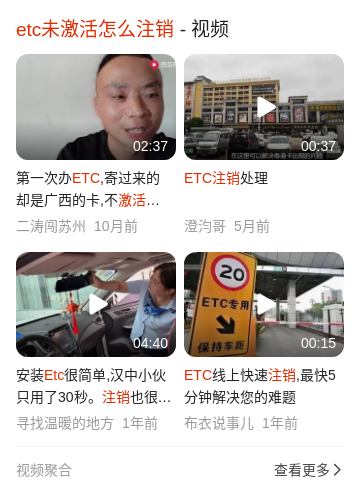 etc未激活怎么注销 - 视频
02:37
00:37
第一次办ETC,寄过来的
却是广西的卡,不激活...
二涛闯苏州 10月前
ETC注销处理
澄汮哥 5月前
04:40
20
ETC专用
保持车距
00:15
安装Etc很简单,汉中小伙
只用了30秒。注销也很...
寻找温暖的地方 1年前
ETC线上快速注销,最快5
分钟解决您的难题
布衣说事儿 1年前
视频聚合
查看更多